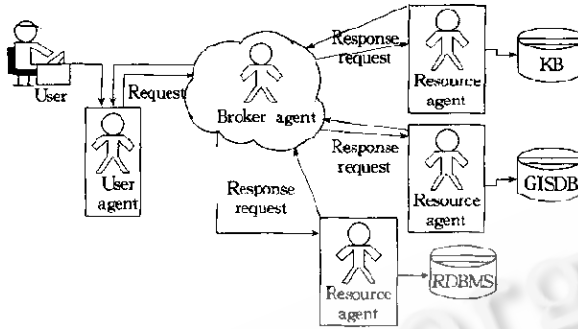 User
Request
User
agent
Broker agent
Response
request
Resource
agent
KB
Response
request
Resource
agent
GISDB
Response
request
Resource
agent
RDBMS